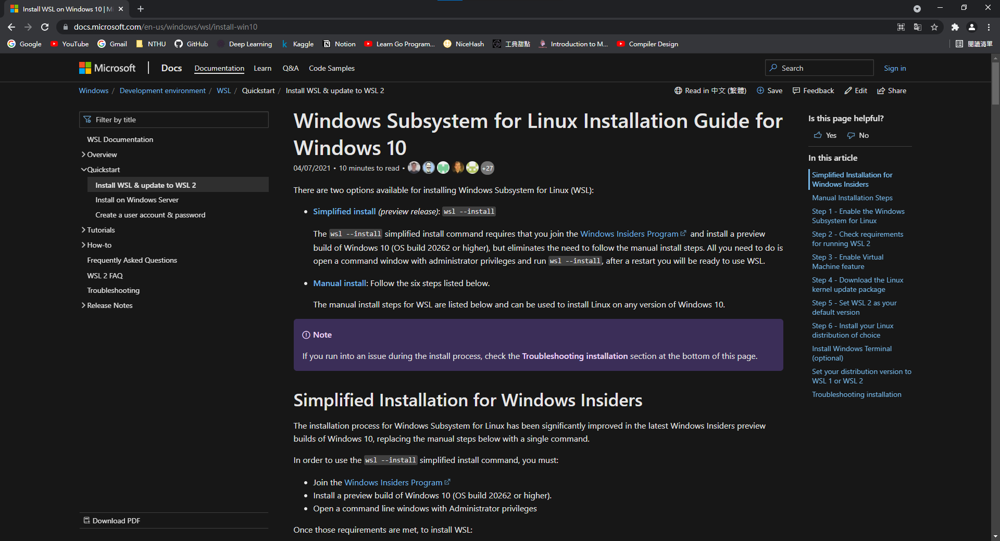 Install WSL on Windows 10 | Mi
docs.microsoft.com/en-us/windows/wsl/install-win10
Google YouTube Gmail NTHU GitHub Deep Learning Kaggle Notion Learn Go Program... NiceHash 工典甜點 Introduction to M... Compiler Design 閱讀清單
Microsoft Docs Documentation Learn Q&A Code Samples Search Sign in
Windows / Development environment / WSL / Quickstart / Install WSL & update to WSL 2
Read in 中文 (繁體) Save Feedback Edit Share
Filter by title
WSL Documentation
Overview
Quickstart
Install WSL & update to WSL 2
Install on Windows Server
Create a user account & password
Tutorials
How-to
Frequently Asked Questions
WSL 2 FAQ
Troubleshooting
Release Notes
Download PDF
Windows Subsystem for Linux Installation Guide for
Windows 10
04/07/2021 • 10 minutes to read • +27
There are two options available for installing Windows Subsystem for Linux (WSL):
• Simplified install (preview release): wsl --install
The wsl --install simplified install command requires that you join the Windows Insiders Program and install a preview
build of Windows 10 (OS build 20262 or higher), but eliminates the need to follow the manual install steps. All you need to do is
open a command window with administrator privileges and run wsl --install, after a restart you will be ready to use WSL.
• Manual install: Follow the six steps listed below.
The manual install steps for WSL are listed below and can be used to install Linux on any version of Windows 10.
Note
If you run into an issue during the install process, check the Troubleshooting installation section at the bottom of this page.
Simplified Installation for Windows Insiders
The installation process for Windows Subsystem for Linux has been significantly improved in the latest Windows Insiders preview
builds of Windows 10, replacing the manual steps below with a single command.
In order to use the wsl --install simplified install command, you must:
• Join the Windows Insiders Program
• Install a preview build of Windows 10 (OS build 20262 or higher).
• Open a command line windows with Administrator privileges
Once those requirements are met, to install WSL:
Is this page helpful?
Yes No
In this article
Simplified Installation for
Windows Insiders
Manual Installation Steps
Step 1 - Enable the Windows
Subsystem for Linux
Step 2 - Check requirements
for running WSL 2
Step 3 - Enable Virtual
Machine feature
Step 4 - Download the Linux
kernel update package
Step 5 - Set WSL 2 as your
default version
Step 6 - Install your Linux
distribution of choice
Install Windows Terminal
(optional)
Set your distribution version to
WSL 1 or WSL 2
Troubleshooting installation